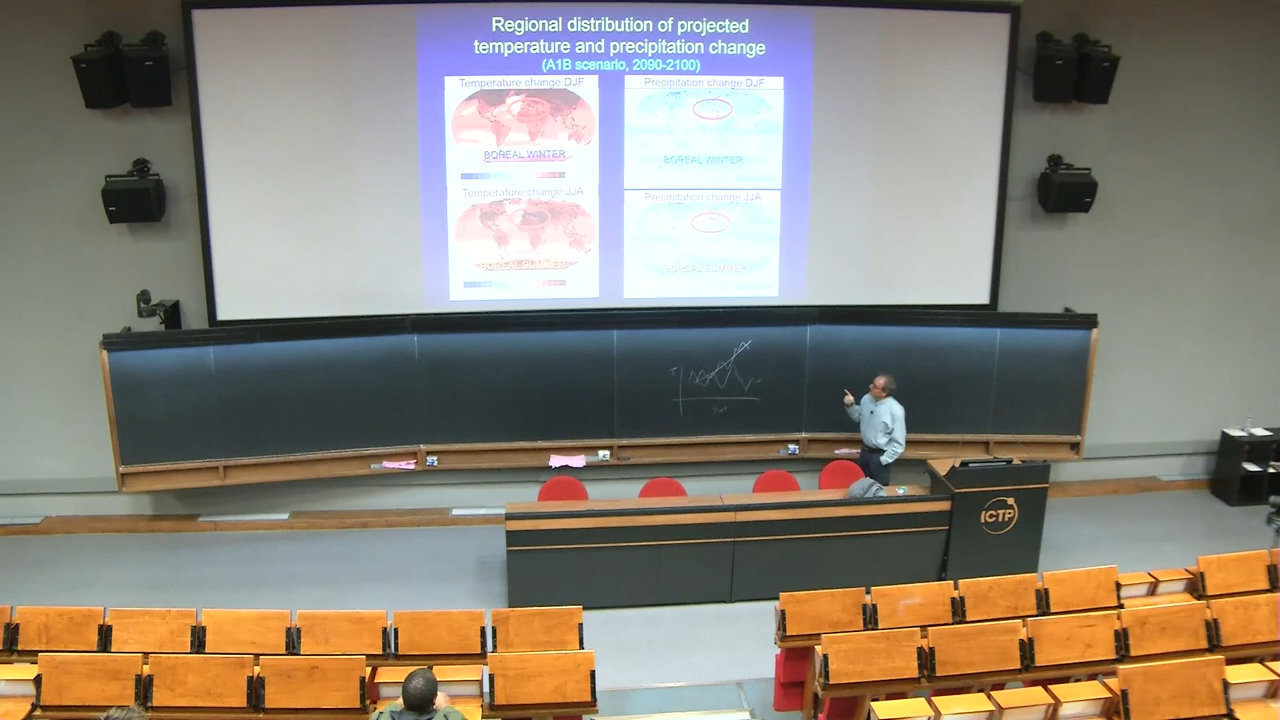 Regional distribution of projected
temperature and precipitation change
(A1B scenario, 2090-2100)
Temperature change DJF
Precipitation change DJF
BOREAL WINTER
BOREAL WINTER
Temperature change JJA
Precipitation change JJA
BOREAL SUMMER
BOREAL SUMMER
T
ICTP